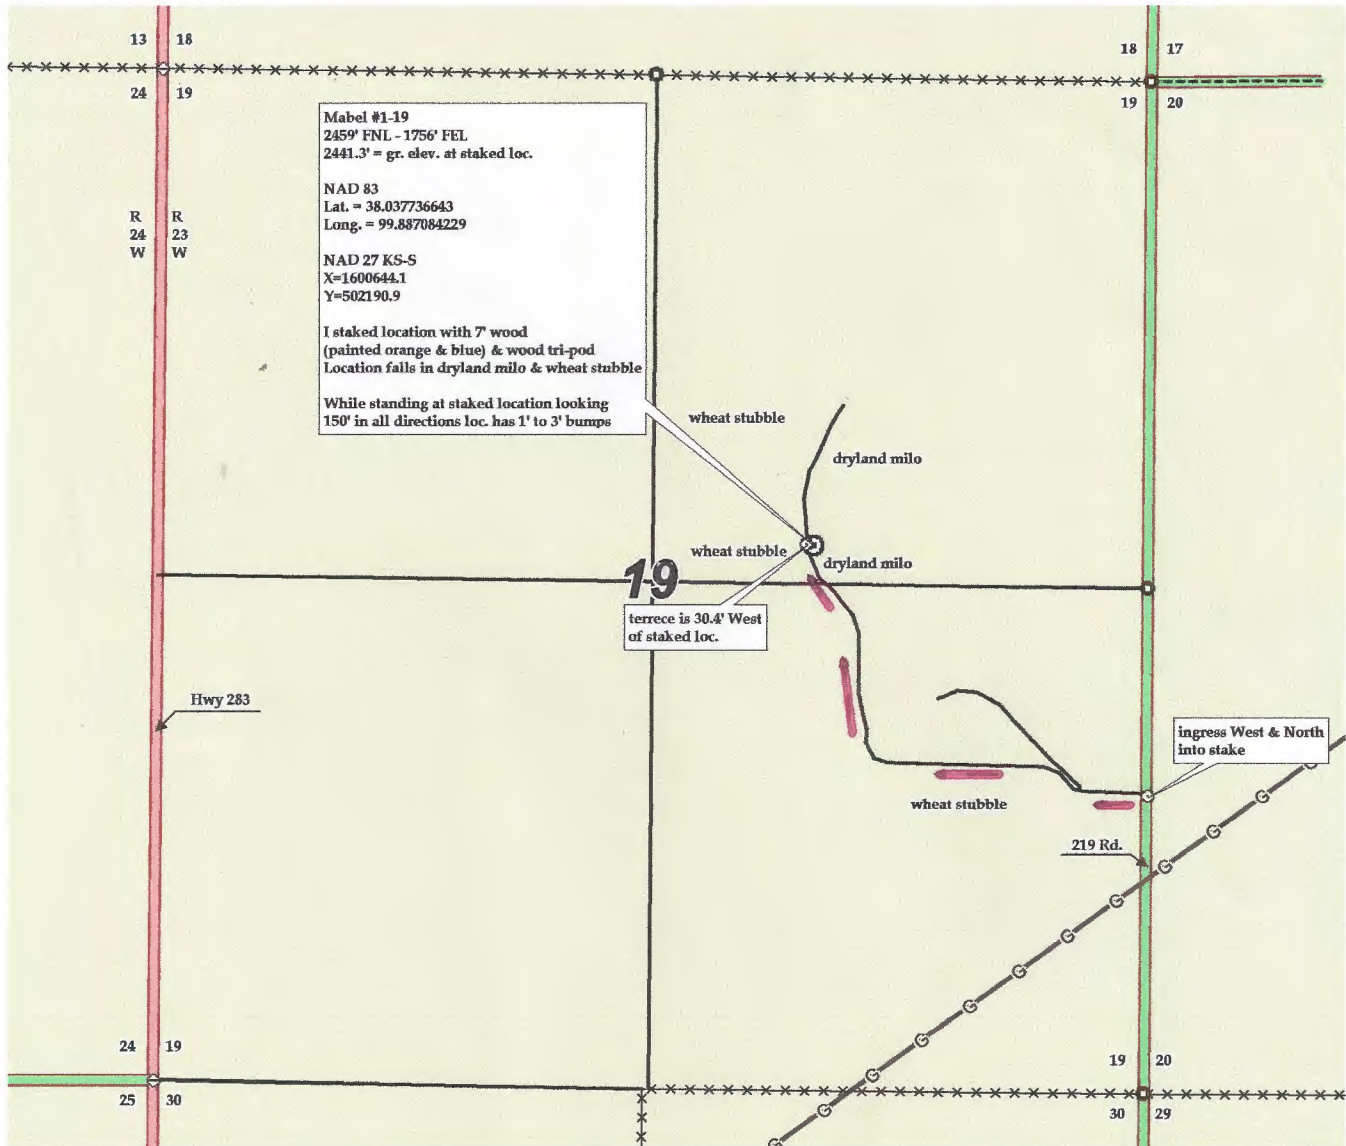 13 18
18 17
24 19
19 20
Mabel #1-19
2459' FNL - 1756' FEL
2441.3' = gr. elev. at staked loc.
NAD 83
Lat. = 38.037736643
Long. = 99.887084229
NAD 27 KS-S
X=1600644.1
Y=502190.9
I staked location with 7' wood
(painted orange & blue) & wood tri-pod
Location falls in dryland milo & wheat stubble
While standing at staked location looking
150' in all directions loc. has 1' to 3' bumps
R R
24 23
W W
wheat stubble
dryland milo
wheat stubble
dryland milo
19
terrece is 30.4' West
of staked loc.
Hwy 283
ingress West & North
into stake
wheat stubble
219 Rd.
G G G G G G G G G G G G
24 19
19 20
25 30
30 29